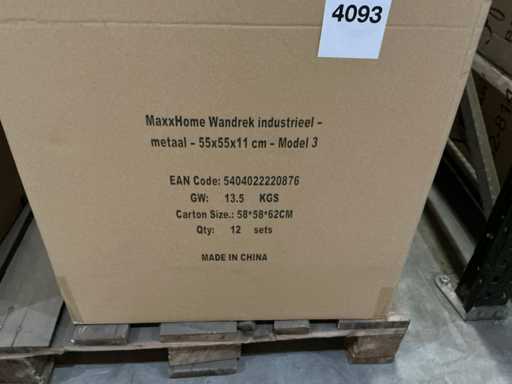 4093
MaxxHome Wandrek industrieel -
metaal - 55x55x11 cm - Model 3
EAN Code: 5404022220876
GW: 13.5 KGS
Carton Size.: 58*58*62CM
Qty: 12 sets
MADE IN CHINA